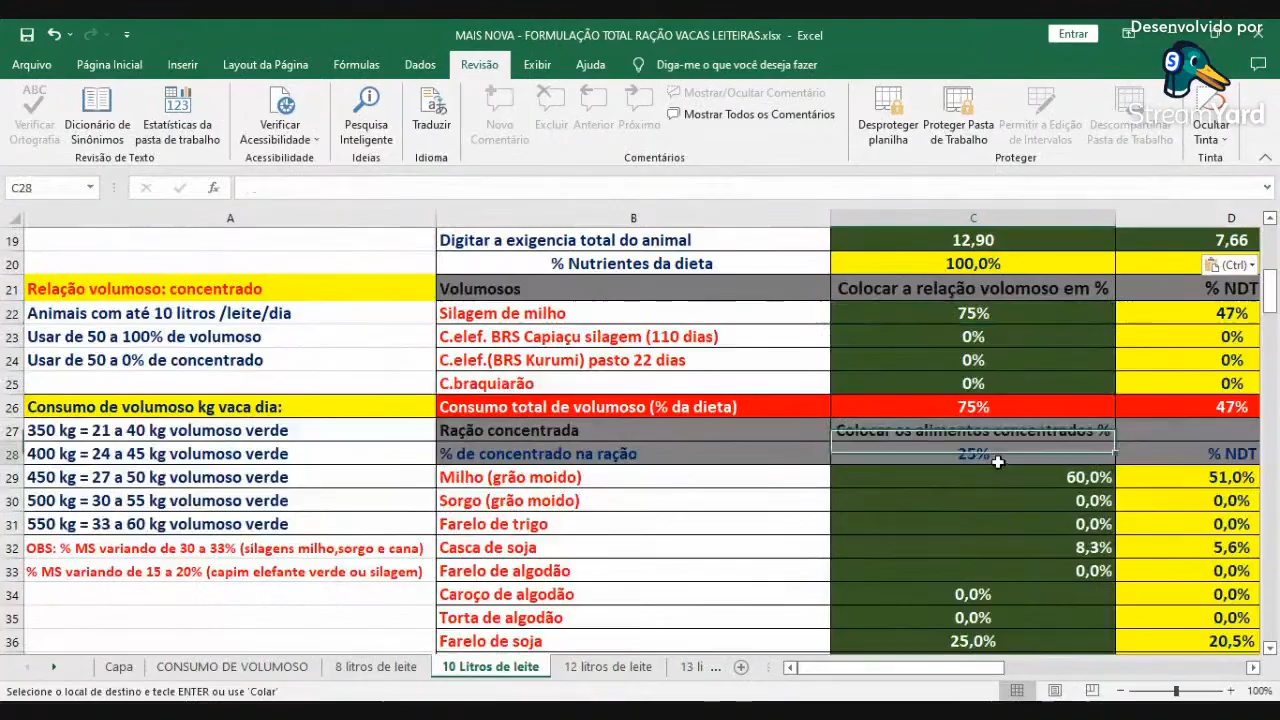 Desenvolvido por
StreamYard
MAIS NOVA - FORMULAÇÃO TOTAL RAÇÃO VACAS LEITEIRAS.xlsx - Excel
Entrar
Arquivo Página Inicial Inserir Layout da Página Fórmulas Dados Revisão Exibir Ajuda Diga-me o que você deseja fazer
Verificar Ortografia
Dicionário de Sinônimos
Estatísticas da pasta de trabalho
Verificar Acessibilidade
Pesquisa Inteligente
Traduzir
Novo Comentário
Excluir
Anterior
Próximo
Mostrar/Ocultar Comentário
Mostrar Todos os Comentários
Desproteger planilha
Proteger Pasta de Trabalho
Permitir a Edição de Intervalos
Descompartilhar Pasta de Trabalho
Ocultar Tinta
Revisão de Texto Acessibilidade Ideias Idioma Comentários Proteger Tinta
C28 fx
A B C D
19 Digitar a exigencia total do animal 12,90 7,66
20 % Nutrientes da dieta 100,0% (Ctrl)
21 Relação volumoso: concentrado Volumosos Colocar a relação volomoso em % % NDT
22 Animais com até 10 litros /leite/dia Silagem de milho 75% 47%
23 Usar de 50 a 100% de volumoso C.elef. BRS Capiaçu silagem (110 dias) 0% 0%
24 Usar de 50 a 0% de concentrado C.elef.(BRS Kurumi) pasto 22 dias 0% 0%
25 C.braquiarão 0% 0%
26 Consumo de volumoso kg vaca dia: Consumo total de volumoso (% da dieta) 75% 47%
27 350 kg = 21 a 40 kg volumoso verde Ração concentrada Colocar os alimentos concentrados %
28 400 kg = 24 a 45 kg volumoso verde % de concentrado na ração 25% % NDT
29 450 kg = 27 a 50 kg volumoso verde Milho (grão moido) 60,0% 51,0%
30 500 kg = 30 a 55 kg volumoso verde Sorgo (grão moido) 0,0% 0,0%
31 550 kg = 33 a 60 kg volumoso verde Farelo de trigo 0,0% 0,0%
32 OBS: % MS variando de 30 a 33% (silagens milho,sorgo e cana) Casca de soja 8,3% 5,6%
33 % MS variando de 15 a 20% (capim elefante verde ou silagem) Farelo de algodão 0,0% 0,0%
34 Caroço de algodão 0,0% 0,0%
35 Torta de algodão 0,0% 0,0%
36 Farelo de soja 25,0% 20,5%
Capa CONSUMO DE VOLUMOSO 8 litros de leite 10 Litros de leite 12 litros de leite 13 li ...
Selecione o local de destino e tecle ENTER ou use 'Colar' 100%